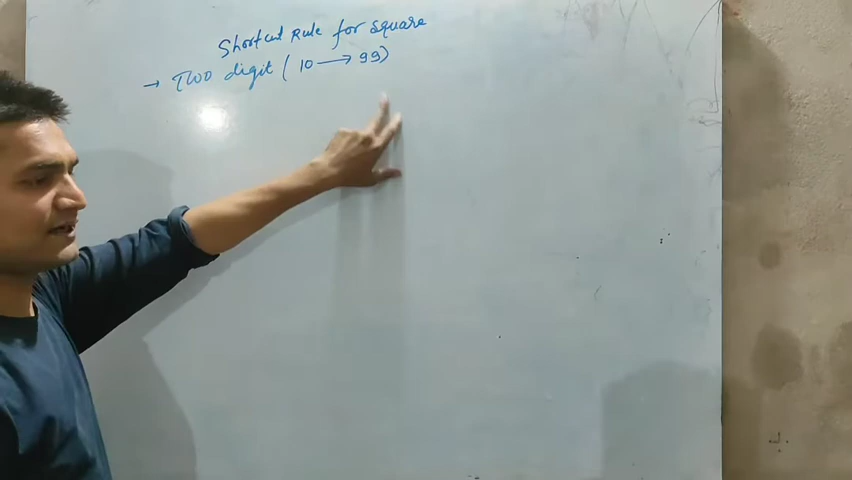 Shortcut Rule for Square
→ Two digit ( 10 → 99)